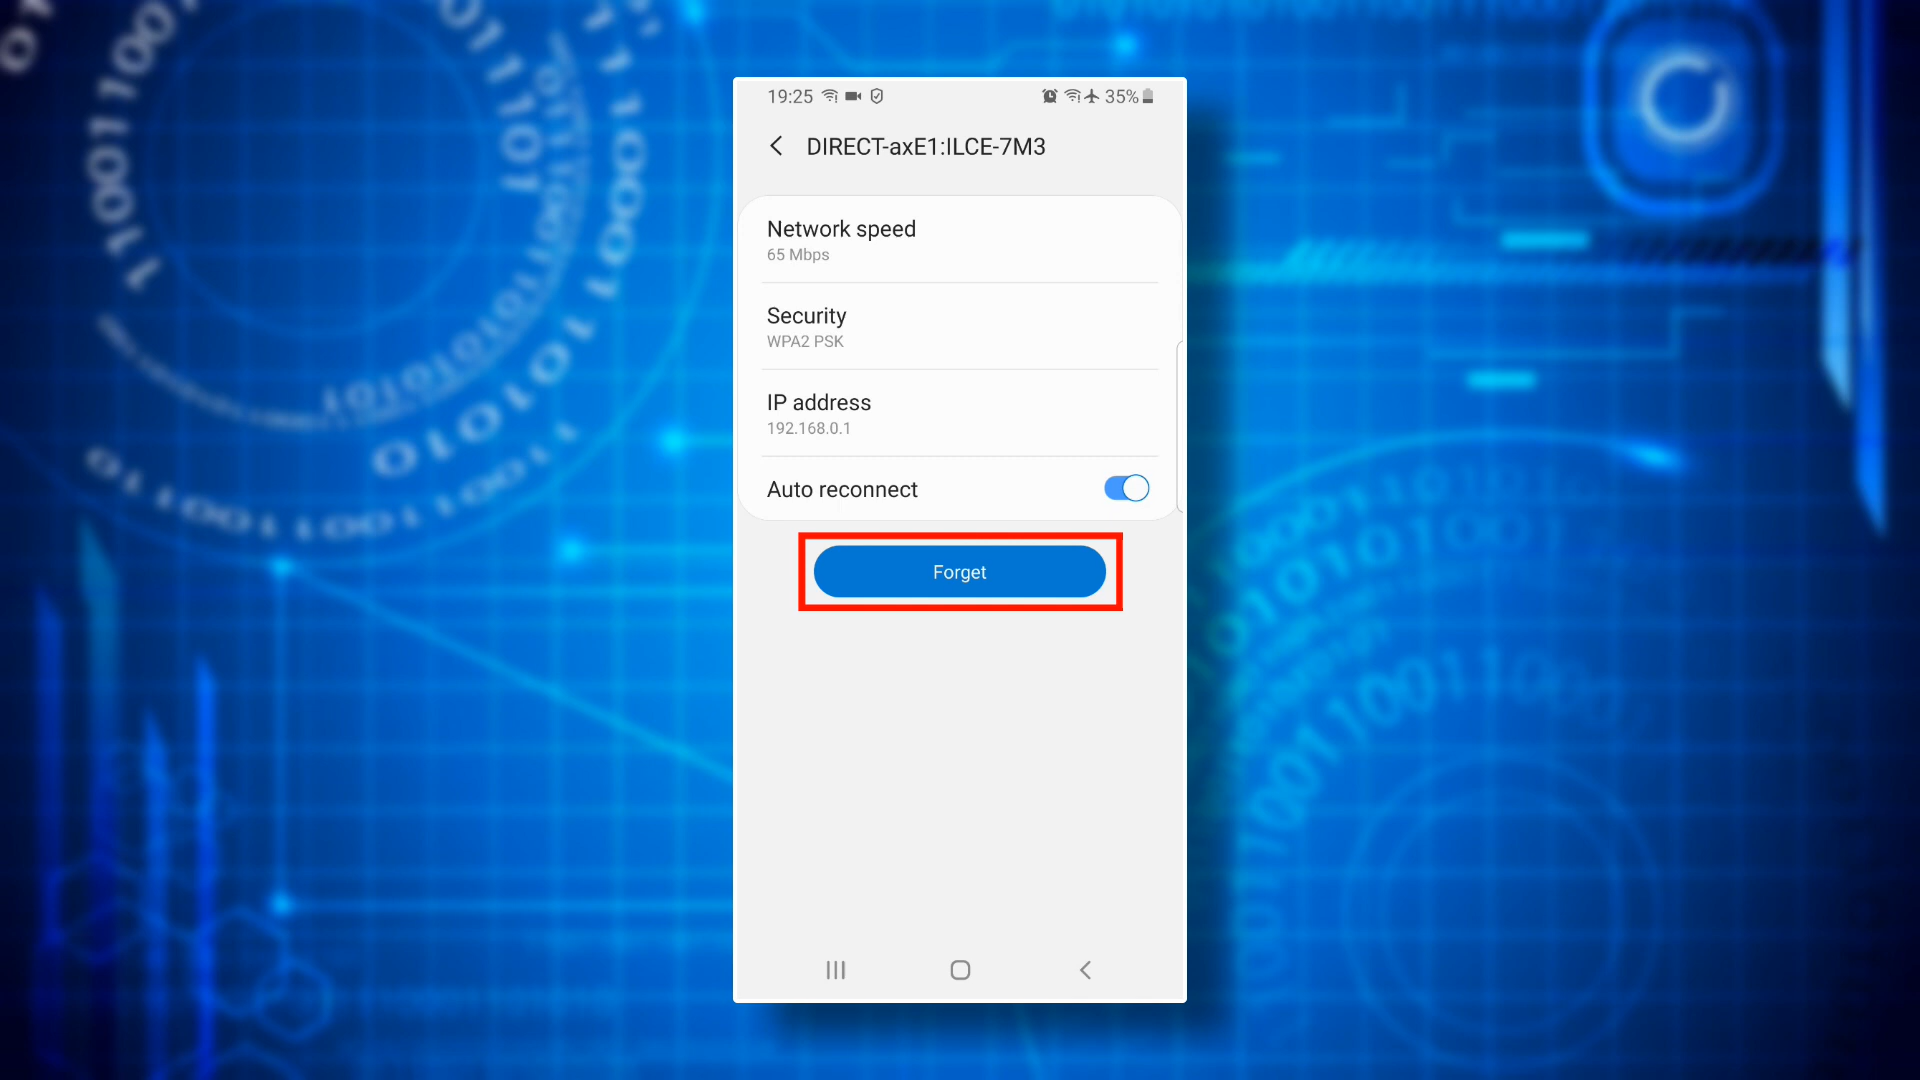 19:25 35%
DIRECT-axE1:ILCE-7M3
Network speed
65 Mbps
Security
WPA2 PSK
IP address
192.168.0.1
Auto reconnect
Forget